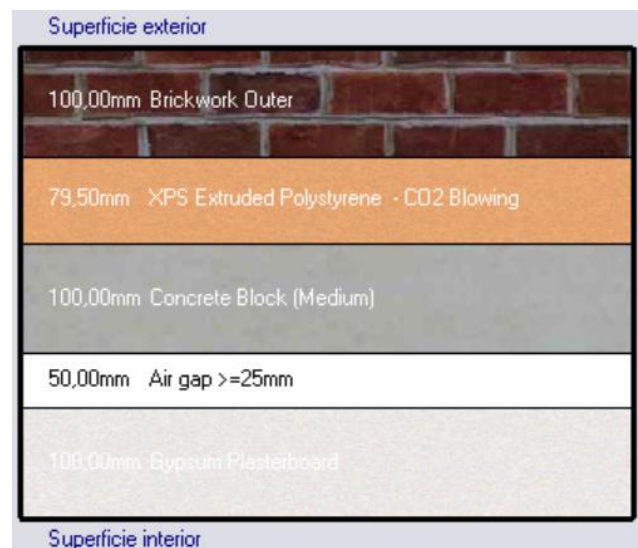 Superficie exterior
100,00mm Brickwork Outer
79,50mm XPS Extruded Polystyrene - CO2 Blowing
100,00mm Concrete Block (Medium)
50,00mm Air gap >=25mm
100,00mm Gypsum Plasterboard
Superficie interior